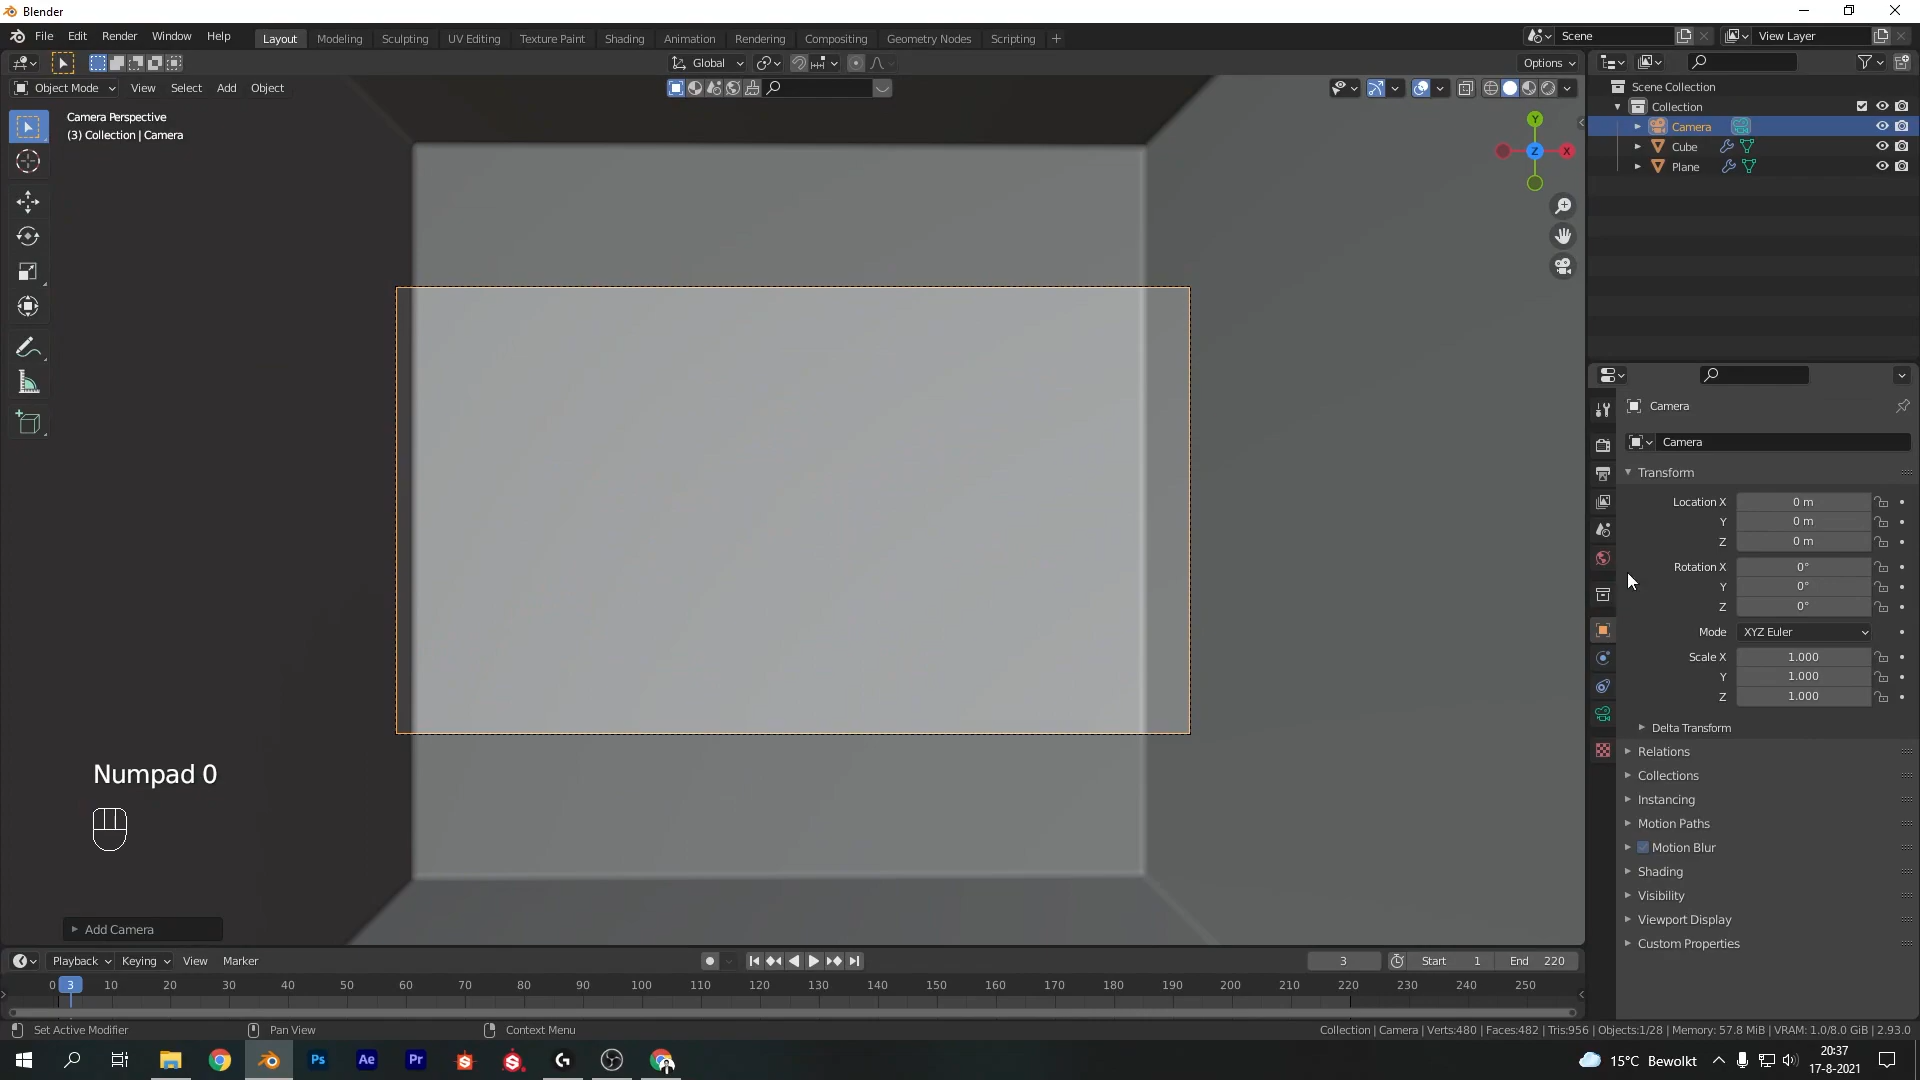 Blender
File Edit Render Window Help
Layout Modeling Sculpting UV Editing Texture Paint Shading Animation Rendering Compositing Geometry Nodes Scripting +
Scene
View Layer
Global
Options
Object Mode View Select Add Object
Camera Perspective
(3) Collection | Camera
Y
Z
X
Scene Collection
Collection
Camera
Cube
Plane
Camera
Camera
Transform
Location X 0 m
Y 0 m
Z 0 m
Rotation X 0°
Y 0°
Z 0°
Mode XYZ Euler
Scale X 1.000
Y 1.000
Z 1.000
Delta Transform
Relations
Collections
Instancing
Motion Paths
Motion Blur
Shading
Visibility
Viewport Display
Custom Properties
Numpad 0
Add Camera
Playback Keying View Marker
3 Start 1 End 220
0 3 10 20 30 40 50 60 70 80 90 100 110 120 130 140 150 160 170 180 190 200 210 220 230 240 250
Set Active Modifier Pan View Context Menu
Collection | Camera | Verts:480 | Faces:482 | Tris:956 | Objects:1/28 | Memory: 57.8 MiB | VRAM: 1.0/8.0 GiB | 2.93.0
Ps Ae Pr
15°C Bewolkt
20:37
17-8-2021